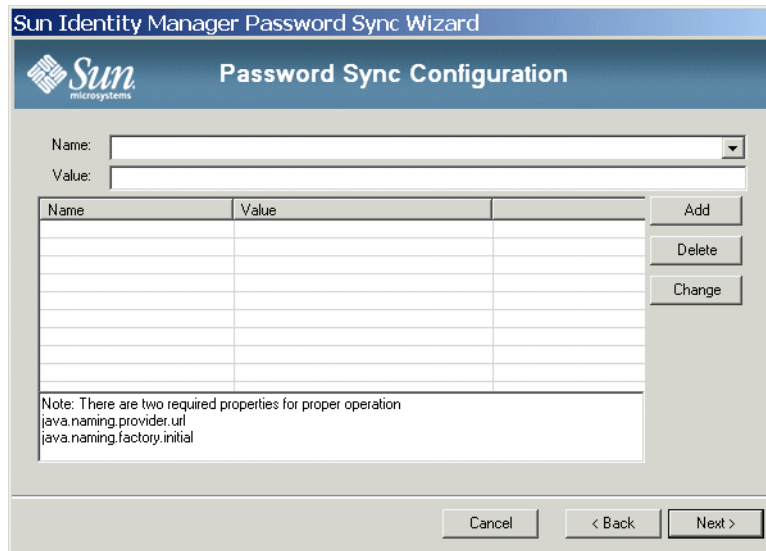 Sun Identity Manager Password Sync Wizard
Sun
microsystems
Password Sync Configuration
Name:
Value:
Name Value
Add
Delete
Change
Note: There are two required properties for proper operation
java.naming.provider.url
java.naming.factory.initial
Cancel < Back Next >